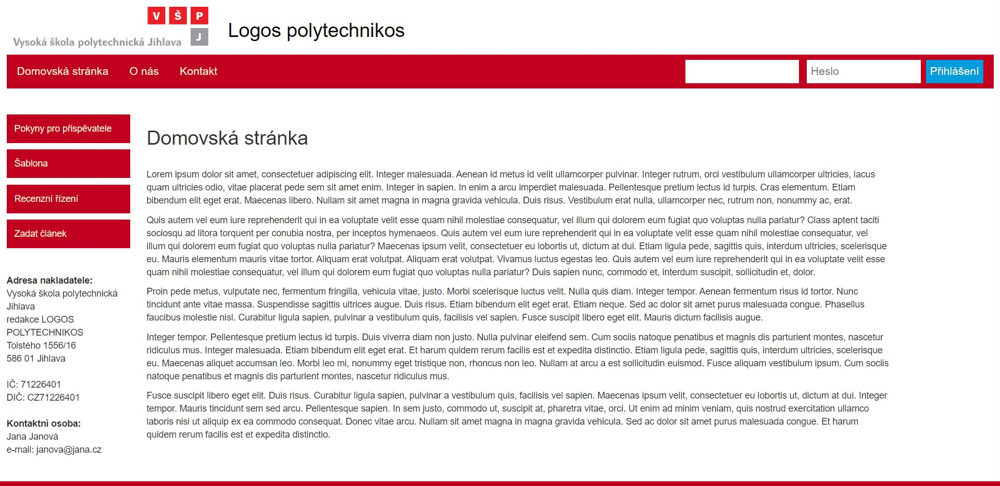 V Š P
J
Vysoká škola polytechnická Jihlava
Logos polytechnikos
Domovská stránka O nás Kontakt Heslo Přihlášení
Pokyny pro přispěvatele
Šablona
Recenzní řízení
Zadat článek
Adresa nakladatele:
Vysoká škola polytechnická
Jihlava
redakce LOGOS
POLYTECHNIKOS
Tolstého 1556/16
586 01 Jihlava
IČ: 71226401
DIČ: CZ71226401
Kontaktní osoba:
Jana Janová
e-mail: janova@jana.cz
Domovská stránka
Lorem ipsum dolor sit amet, consectetuer adipiscing elit. Integer malesuada. Aenean id metus id velit ullamcorper pulvinar. Integer rutrum, orci vestibulum ullamcorper ultricies, lacus
quam ultricies odio, vitae placerat pede sem sit amet enim. Integer in sapien. In enim a arcu imperdiet malesuada. Pellentesque pretium lectus id turpis. Cras elementum. Etiam
bibendum elit eget erat. Maecenas libero. Nullam sit amet magna in magna gravida vehicula. Duis risus. Vestibulum erat nulla, ullamcorper nec, rutrum non, nonummy ac, erat.
Quis autem vel eum iure reprehenderit qui in ea voluptate velit esse quam nihil molestiae consequatur, vel illum qui dolorem eum fugiat quo voluptas nulla pariatur? Class aptent taciti
sociosqu ad litora torquent per conubia nostra, per inceptos hymenaeos. Quis autem vel eum iure reprehenderit qui in ea voluptate velit esse quam nihil molestiae consequatur, vel
illum qui dolorem eum fugiat quo voluptas nulla pariatur? Maecenas ipsum velit, consectetuer eu lobortis ut, dictum at dui. Etiam ligula pede, sagittis quis, interdum ultricies, scelerisque
eu. Mauris elementum mauris vitae tortor. Aliquam erat volutpat. Aliquam erat volutpat. Vivamus luctus egestas leo. Quis autem vel eum iure reprehenderit qui in ea voluptate velit esse
quam nihil molestiae consequatur, vel illum qui dolorem eum fugiat quo voluptas nulla pariatur? Duis sapien nunc, commodo et, interdum suscipit, sollicitudin et, dolor.
Proin pede metus, vulputate nec, fermentum fringilla, vehicula vitae, justo. Morbi scelerisque luctus velit. Nulla quis diam. Integer tempor. Aenean fermentum risus id tortor. Nunc
tincidunt ante vitae massa. Suspendisse sagittis ultrices augue. Duis risus. Etiam bibendum elit eget erat. Etiam neque. Sed ac dolor sit amet purus malesuada congue. Phasellus
faucibus molestie nisl. Curabitur ligula sapien, pulvinar a vestibulum quis, facilisis vel sapien. Fusce suscipit libero eget elit. Mauris dictum facilisis augue.
Integer tempor. Pellentesque pretium lectus id turpis. Duis viverra diam non justo. Nulla pulvinar eleifend sem. Cum sociis natoque penatibus et magnis dis parturient montes, nascetur
ridiculus mus. Integer malesuada. Etiam bibendum elit eget erat. Et harum quidem rerum facilis est et expedita distinctio. Etiam ligula pede, sagittis quis, interdum ultricies, scelerisque
eu. Maecenas aliquet accumsan leo. Morbi leo mi, nonummy eget tristique non, rhoncus non leo. Nullam at arcu a est sollicitudin euismod. Fusce aliquam vestibulum ipsum. Cum sociis
natoque penatibus et magnis dis parturient montes, nascetur ridiculus mus.
Fusce suscipit libero eget elit. Duis risus. Curabitur ligula sapien, pulvinar a vestibulum quis, facilisis vel sapien. Maecenas ipsum velit, consectetuer eu lobortis ut, dictum at dui. Integer
tempor. Mauris tincidunt sem sed arcu. Pellentesque sapien. In sem justo, commodo ut, suscipit at, pharetra vitae, orci. Ut enim ad minim veniam, quis nostrud exercitation ullamco
laboris nisi ut aliquip ex ea commodo consequat. Donec vitae arcu. Nullam sit amet magna in magna gravida vehicula. Sed ac dolor sit amet purus malesuada congue. Et harum
quidem rerum facilis est et expedita distinctio.